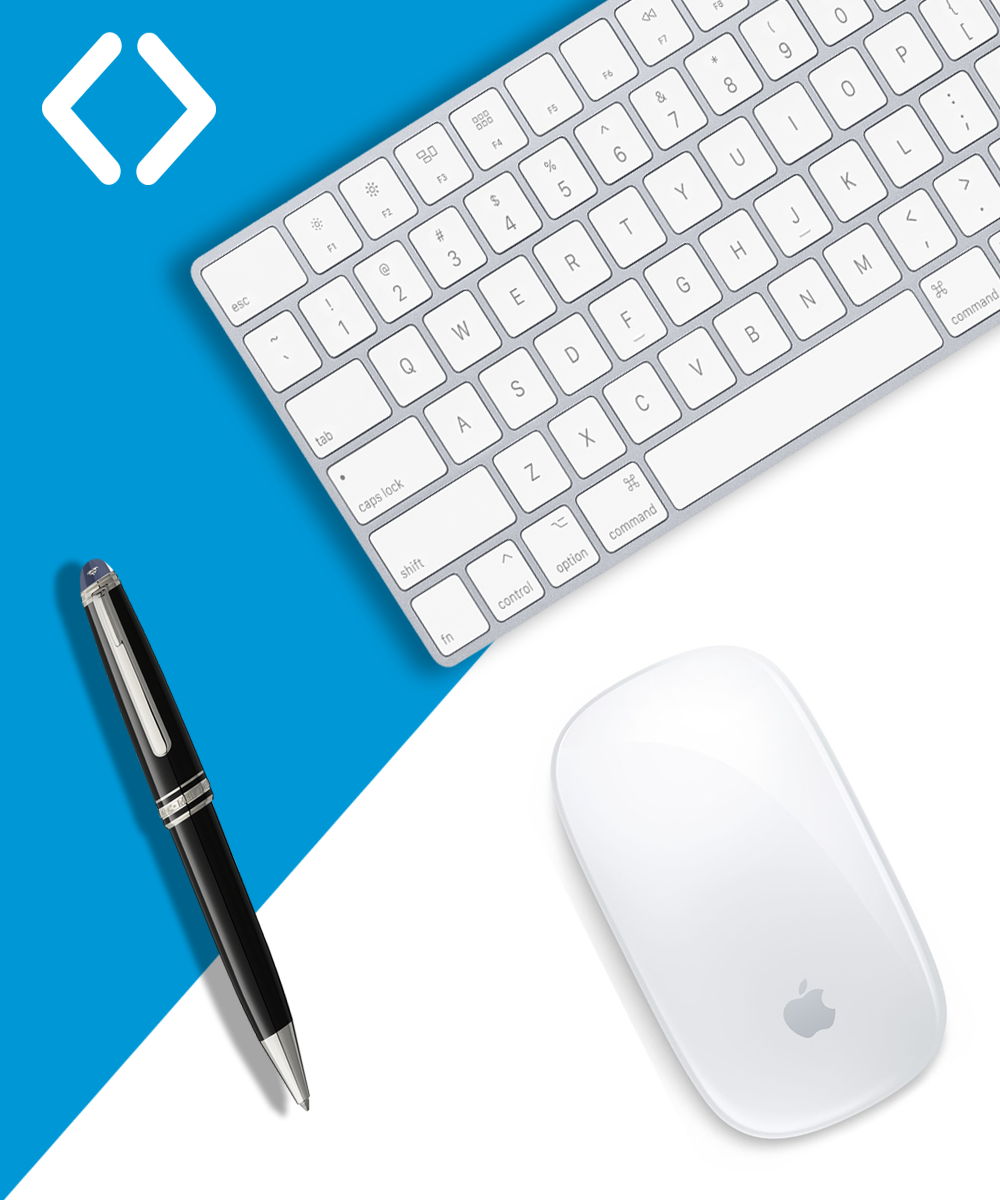 esc F1 F2 F3 F4 F5 F6 F7 F8
~ ` ! 1 @ 2 # 3 $ 4 % 5 ^ 6 & 7 * 8 ( 9 0 
tab Q W E R T Y U I O P { [
caps lock A S D F G H J K L : ;
shift Z X C V B N M < , > .
fn control option command command